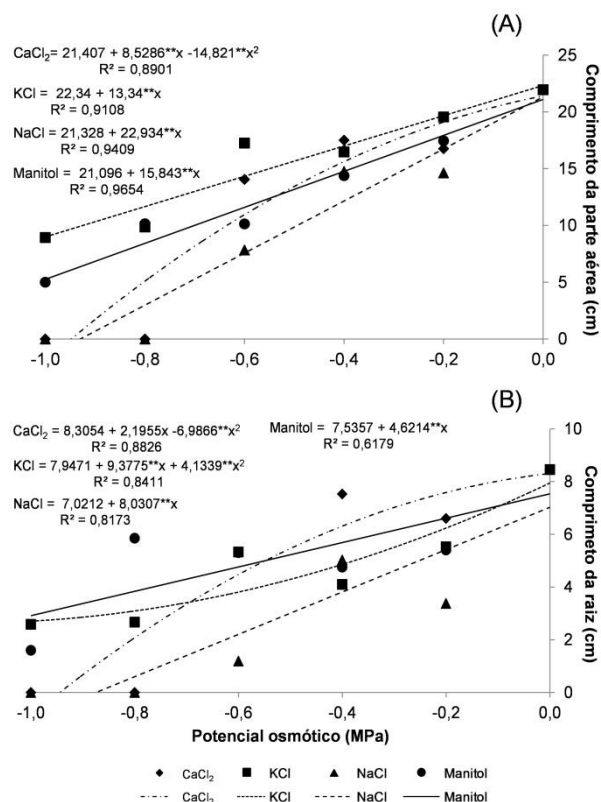 (A)
CaCl₂= 21,407 + 8,5286**x -14,821**x²
R² = 0,8901
KCl = 22,34 + 13,34**x
R² = 0,9108
NaCl = 21,328 + 22,934**x
R² = 0,9409
Manitol = 21,096 + 15,843**x
R² = 0,9654
25
20
15
10
5
0
Comprimento da parte aérea (cm)
-1,0 -0,8 -0,6 -0,4 -0,2 0,0
(B)
CaCl₂ = 8,3054 + 2,1955x -6,9866**x²
R² = 0,8826
KCl = 7,9471 + 9,3775**x + 4,1339**x²
R² = 0,8411
NaCl = 7,0212 + 8,0307**x
R² = 0,8173
Manitol = 7,5357 + 4,6214**x
R² = 0,6179
10
8
6
4
2
0
Comprimeto da raiz (cm)
-1,0 -0,8 -0,6 -0,4 -0,2 0,0
Potencial osmótico (MPa)
CaCl₂ KCl NaCl Manitol
CaCl₂ KCl NaCl Manitol